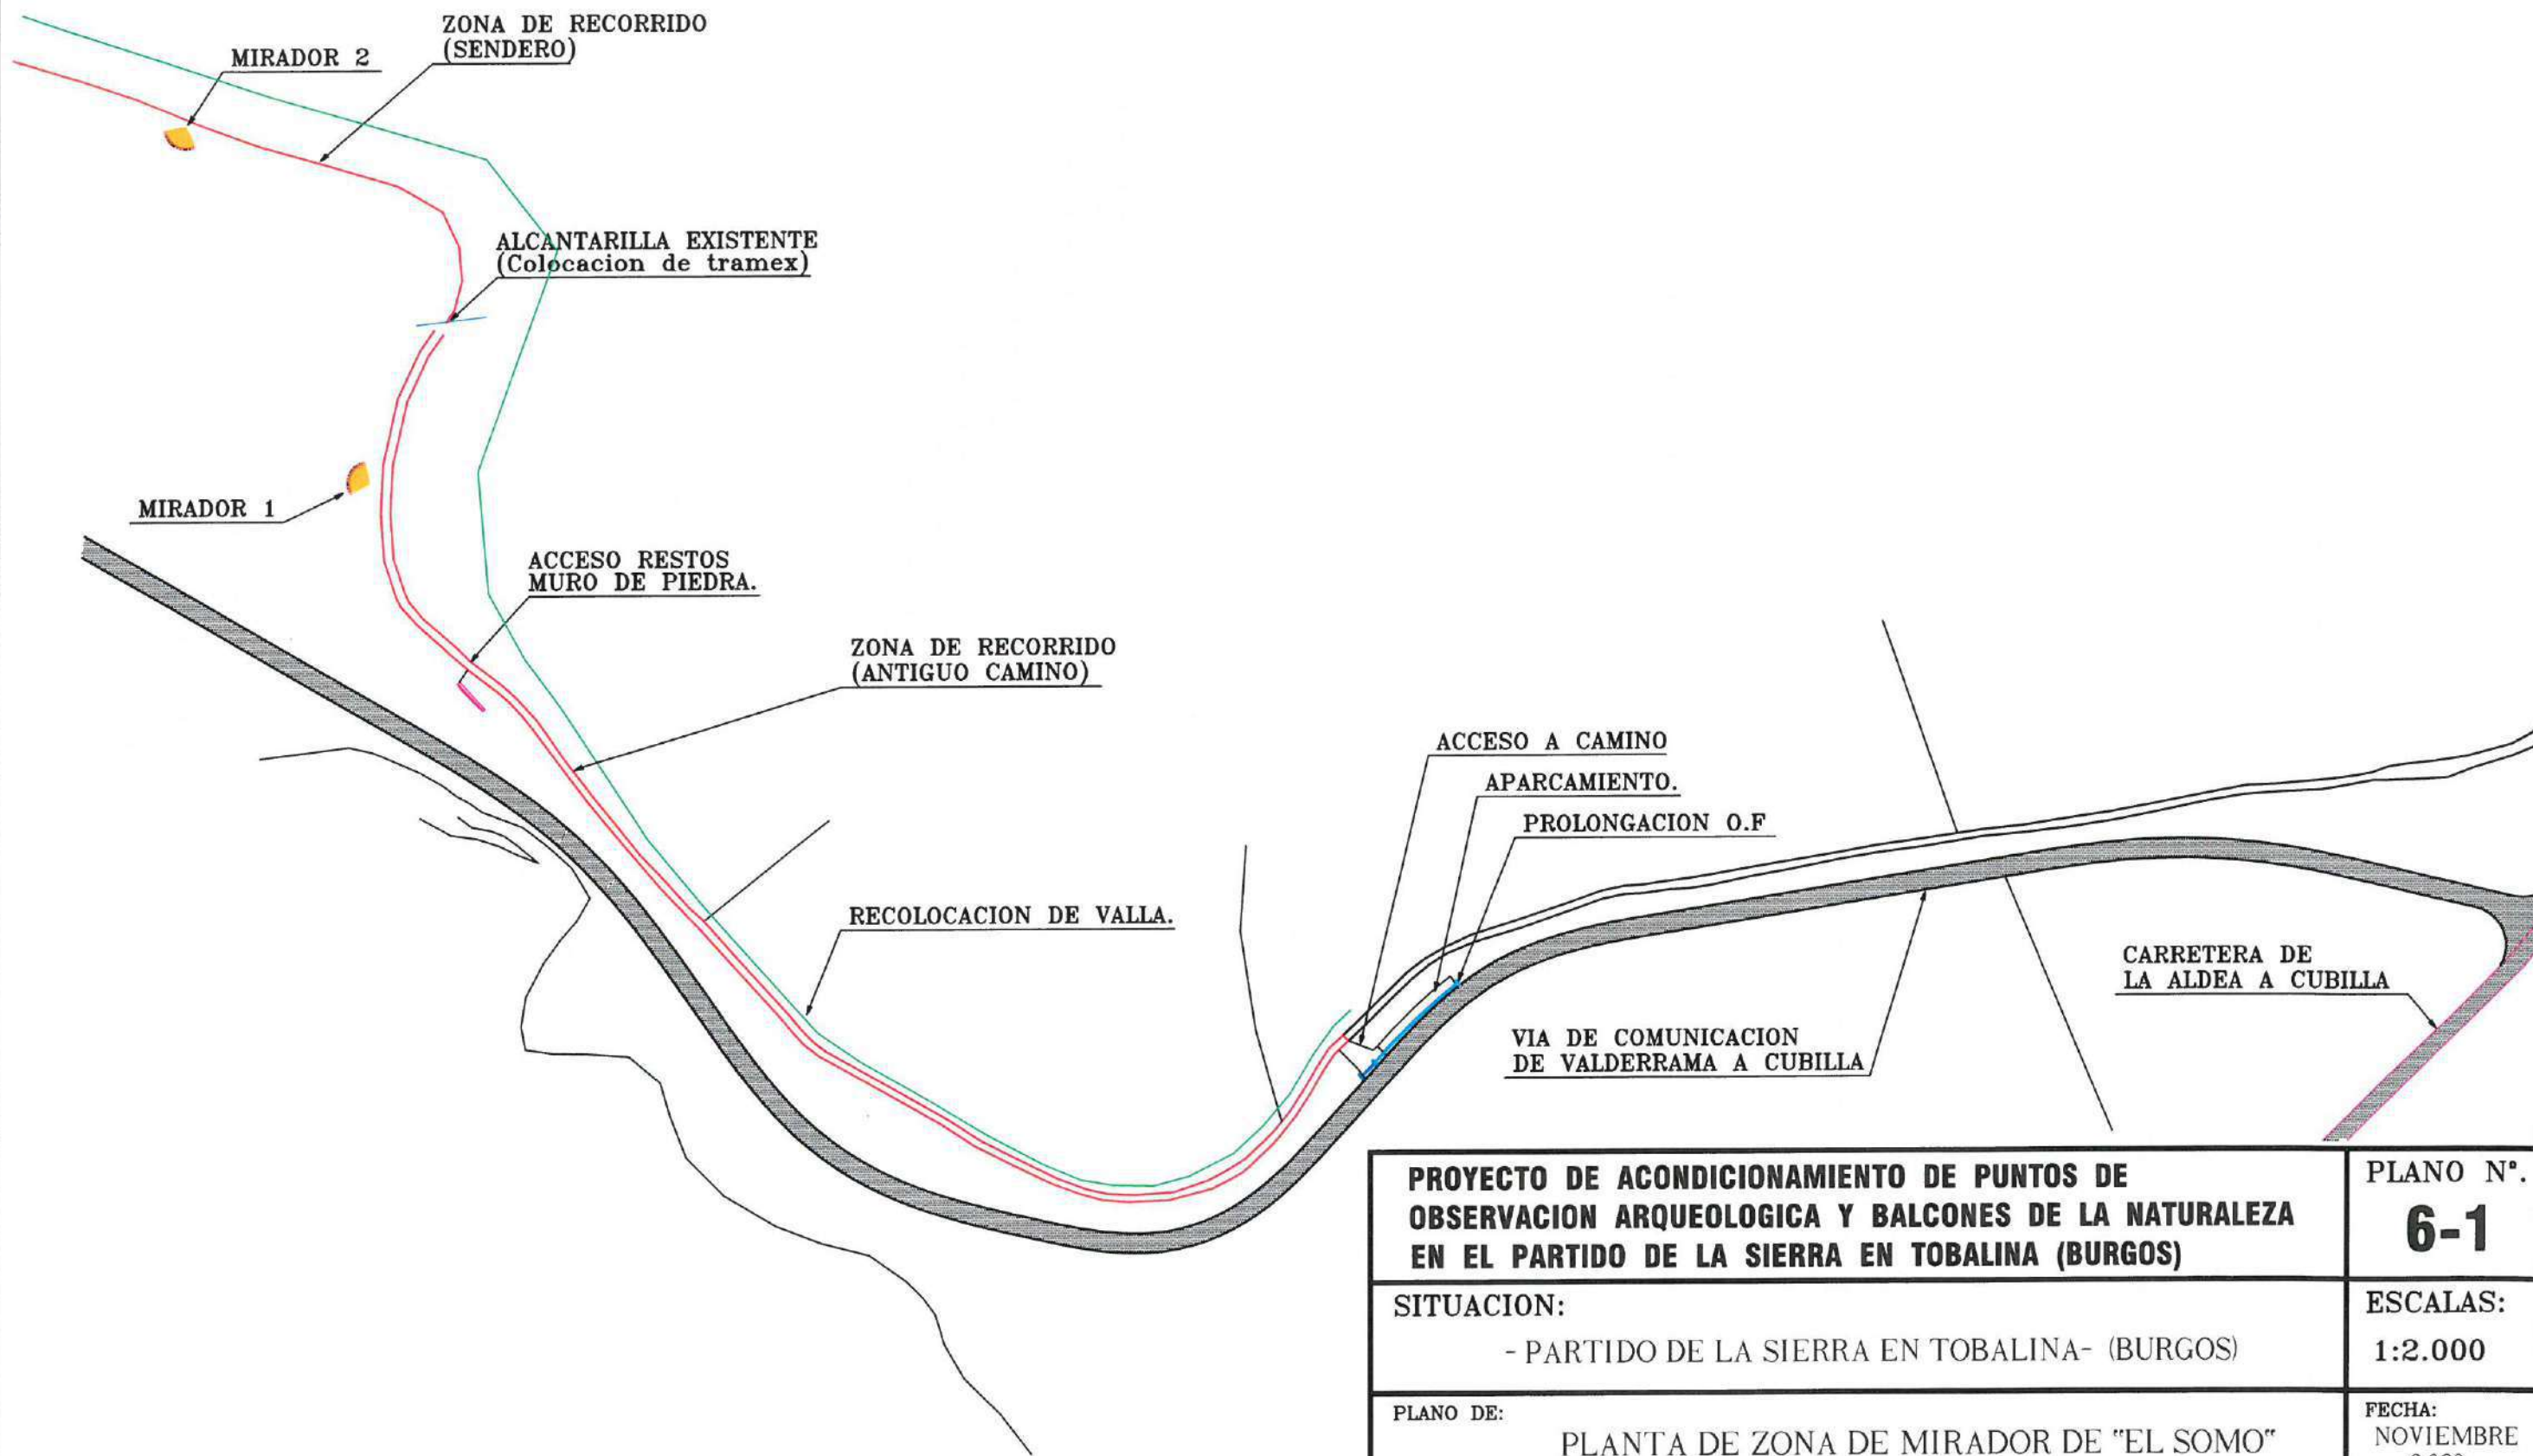 ZONA DE RECORRIDO
(SENDERO)
MIRADOR 2
ALCANTARILLA EXISTENTE
(Colocacion de tramex)
MIRADOR 1
ACCESO RESTOS
MURO DE PIEDRA.
ZONA DE RECORRIDO
(ANTIGUO CAMINO)
ACCESO A CAMINO
APARCAMIENTO.
PROLONGACION O.F
RECOLOCACION DE VALLA.
CARRETERA DE
LA ALDEA A CUBILLA
VIA DE COMUNICACION
DE VALDERRAMA A CUBILLA
PROYECTO DE ACONDICIONAMIENTO DE PUNTOS DE
OBSERVACION ARQUEOLOGICA Y BALCONES DE LA NATURALEZA
EN EL PARTIDO DE LA SIERRA EN TOBALINA (BURGOS)
PLANO Nº.
6-1
SITUACION:
- PARTIDO DE LA SIERRA EN TOBALINA- (BURGOS)
ESCALAS:
1:2.000
PLANO DE:
PLANTA DE ZONA DE MIRADOR DE "EL SOMO"
FECHA:
NOVIEMBRE